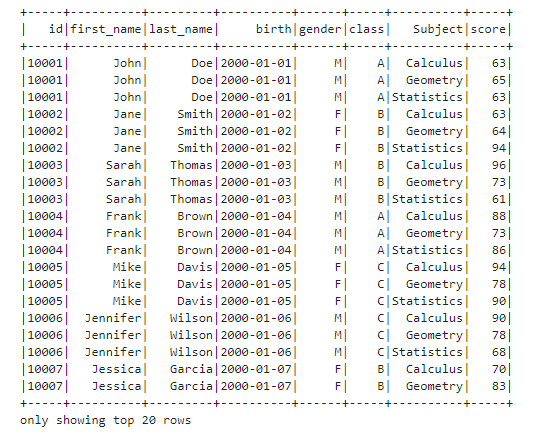 +-----+----------+---------+----------+------+-----+----------+-----+
|   id|first_name|last_name|     birth|gender|class|   Subject|score|
+-----+----------+---------+----------+------+-----+----------+-----+
|10001|      John|      Doe|2000-01-01|     M|    A|  Calculus|   63|
|10001|      John|      Doe|2000-01-01|     M|    A|  Geometry|   65|
|10001|      John|      Doe|2000-01-01|     M|    A|Statistics|   63|
|10002|      Jane|    Smith|2000-01-02|     F|    B|  Calculus|   63|
|10002|      Jane|    Smith|2000-01-02|     F|    B|  Geometry|   64|
|10002|      Jane|    Smith|2000-01-02|     F|    B|Statistics|   94|
|10003|     Sarah|   Thomas|2000-01-03|     M|    B|  Calculus|   96|
|10003|     Sarah|   Thomas|2000-01-03|     M|    B|  Geometry|   73|
|10003|     Sarah|   Thomas|2000-01-03|     M|    B|Statistics|   61|
|10004|     Frank|    Brown|2000-01-04|     M|    A|  Calculus|   88|
|10004|     Frank|    Brown|2000-01-04|     M|    A|  Geometry|   73|
|10004|     Frank|    Brown|2000-01-04|     M|    A|Statistics|   86|
|10005|      Mike|    Davis|2000-01-05|     F|    C|  Calculus|   94|
|10005|      Mike|    Davis|2000-01-05|     F|    C|  Geometry|   78|
|10005|      Mike|    Davis|2000-01-05|     F|    C|Statistics|   90|
|10006|  Jennifer|   Wilson|2000-01-06|     M|    C|  Calculus|   90|
|10006|  Jennifer|   Wilson|2000-01-06|     M|    C|  Geometry|   78|
|10006|  Jennifer|   Wilson|2000-01-06|     M|    C|Statistics|   68|
|10007|   Jessica|   Garcia|2000-01-07|     F|    B|  Calculus|   70|
|10007|   Jessica|   Garcia|2000-01-07|     F|    B|  Geometry|   83|
+-----+----------+---------+----------+------+-----+----------+-----+
only showing top 20 rows